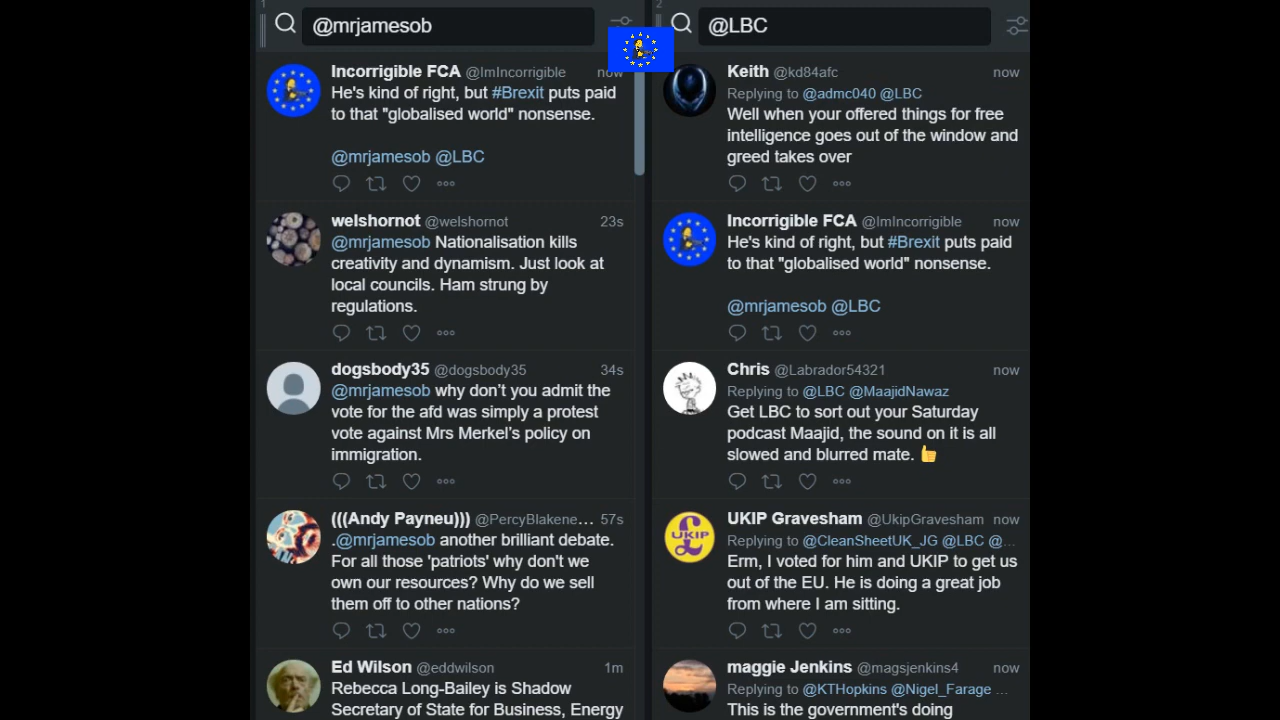 1
@mrjamesob
Incorrigible FCA @ImIncorrigible now
He's kind of right, but #Brexit puts paid
to that "globalised world" nonsense.
@mrjamesob @LBC
welshornot @welshornot 23s
@mrjamesob Nationalisation kills
creativity and dynamism. Just look at
local councils. Ham strung by
regulations.
dogsbody35 @dogsbody35 34s
@mrjamesob why don't you admit the
vote for the afd was simply a protest
vote against Mrs Merkel's policy on
immigration.
(((Andy Payneu))) @PercyBlakene... 57s
.@mrjamesob another brilliant debate.
For all those 'patriots' why don't we
own our resources? Why do we sell
them off to other nations?
Ed Wilson @eddwilson 1m
Rebecca Long-Bailey is Shadow
Secretary of State for Business, Energy
2
@LBC
Keith @kd84afc now
Replying to @admc040 @LBC
Well when your offered things for free
intelligence goes out of the window and
greed takes over
Incorrigible FCA @ImIncorrigible now
He's kind of right, but #Brexit puts paid
to that "globalised world" nonsense.
@mrjamesob @LBC
Chris @Labrador54321 now
Replying to @LBC @MaajidNawaz
Get LBC to sort out your Saturday
podcast Maajid, the sound on it is all
slowed and blurred mate. 👍
UKIP
UKIP Gravesham @UkipGravesham now
Replying to @CleanSheetUK_JG @LBC @...
Erm, I voted for him and UKIP to get us
out of the EU. He is doing a great job
from where I am sitting.
maggie Jenkins @magsjenkins4 now
Replying to @KTHopkins @Nigel_Farage ...
This is the government's doing